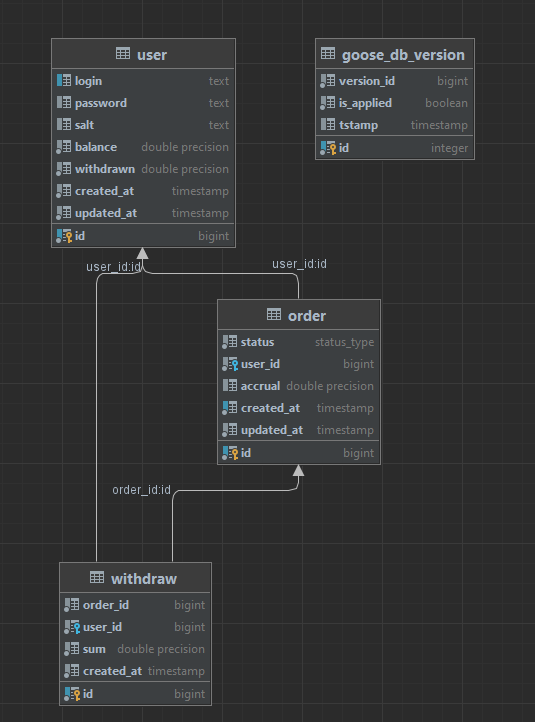 user
login text
password text
salt text
balance double precision
withdrawn double precision
created_at timestamp
updated_at timestamp
id bigint
goose_db_version
version_id bigint
is_applied boolean
tstamp timestamp
id integer
user_id:id
user_id:id
order
status status_type
user_id bigint
accrual double precision
created_at timestamp
updated_at timestamp
id bigint
order_id:id
withdraw
order_id bigint
user_id bigint
sum double precision
created_at timestamp
id bigint